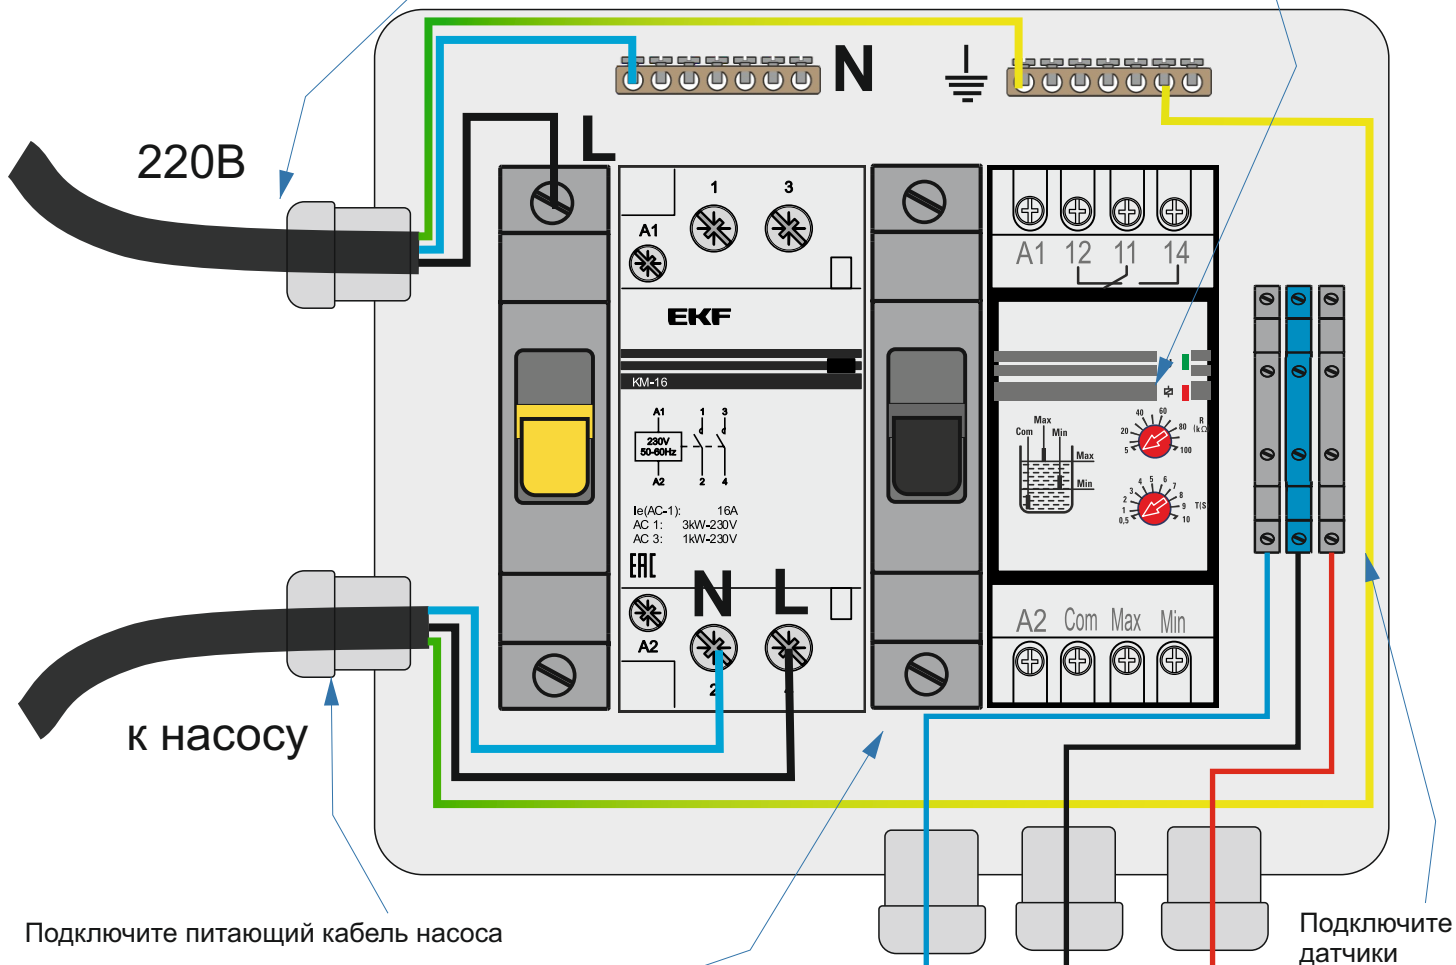 N
L
220В
1 3
A1
A1 12 11 14
EKF
KM-16
A1 1 3
230V
50-60Hz
A2 2 4
Ie(AC-1): 16A
AC 1: 3kW-230V
AC 3: 1kW-230V
EAC
N L
A2
2 4
Max
Com Min
Max
Min
40 60
20 80
5 100
R
(kΩ
4 5 6
3 7
2 8
1 9
0,5 10
T(S
A2 Com Max Min
к насосу
Подключите питающий кабель насоса
Подключите
датчики